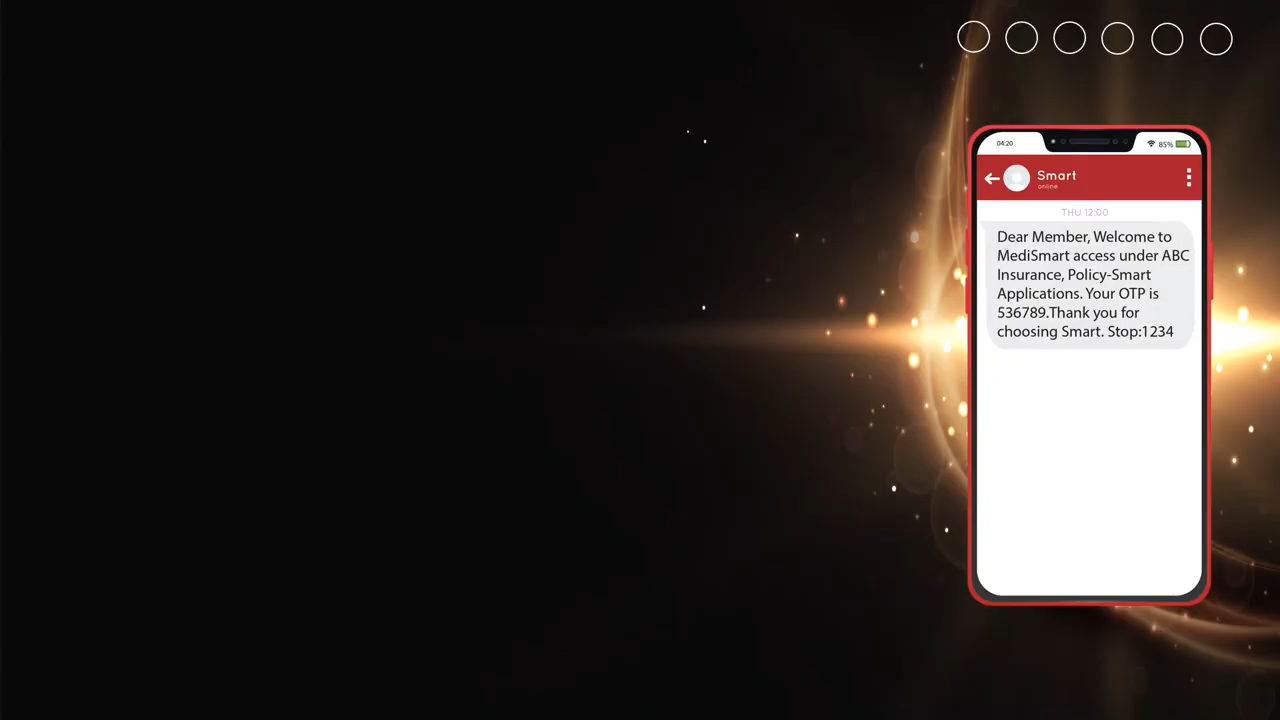 04:20
85%
Smart
online
THU 12:00
Dear Member, Welcome to
MediSmart access under ABC
Insurance, Policy-Smart
Applications. Your OTP is
536789.Thank you for
choosing Smart. Stop:1234